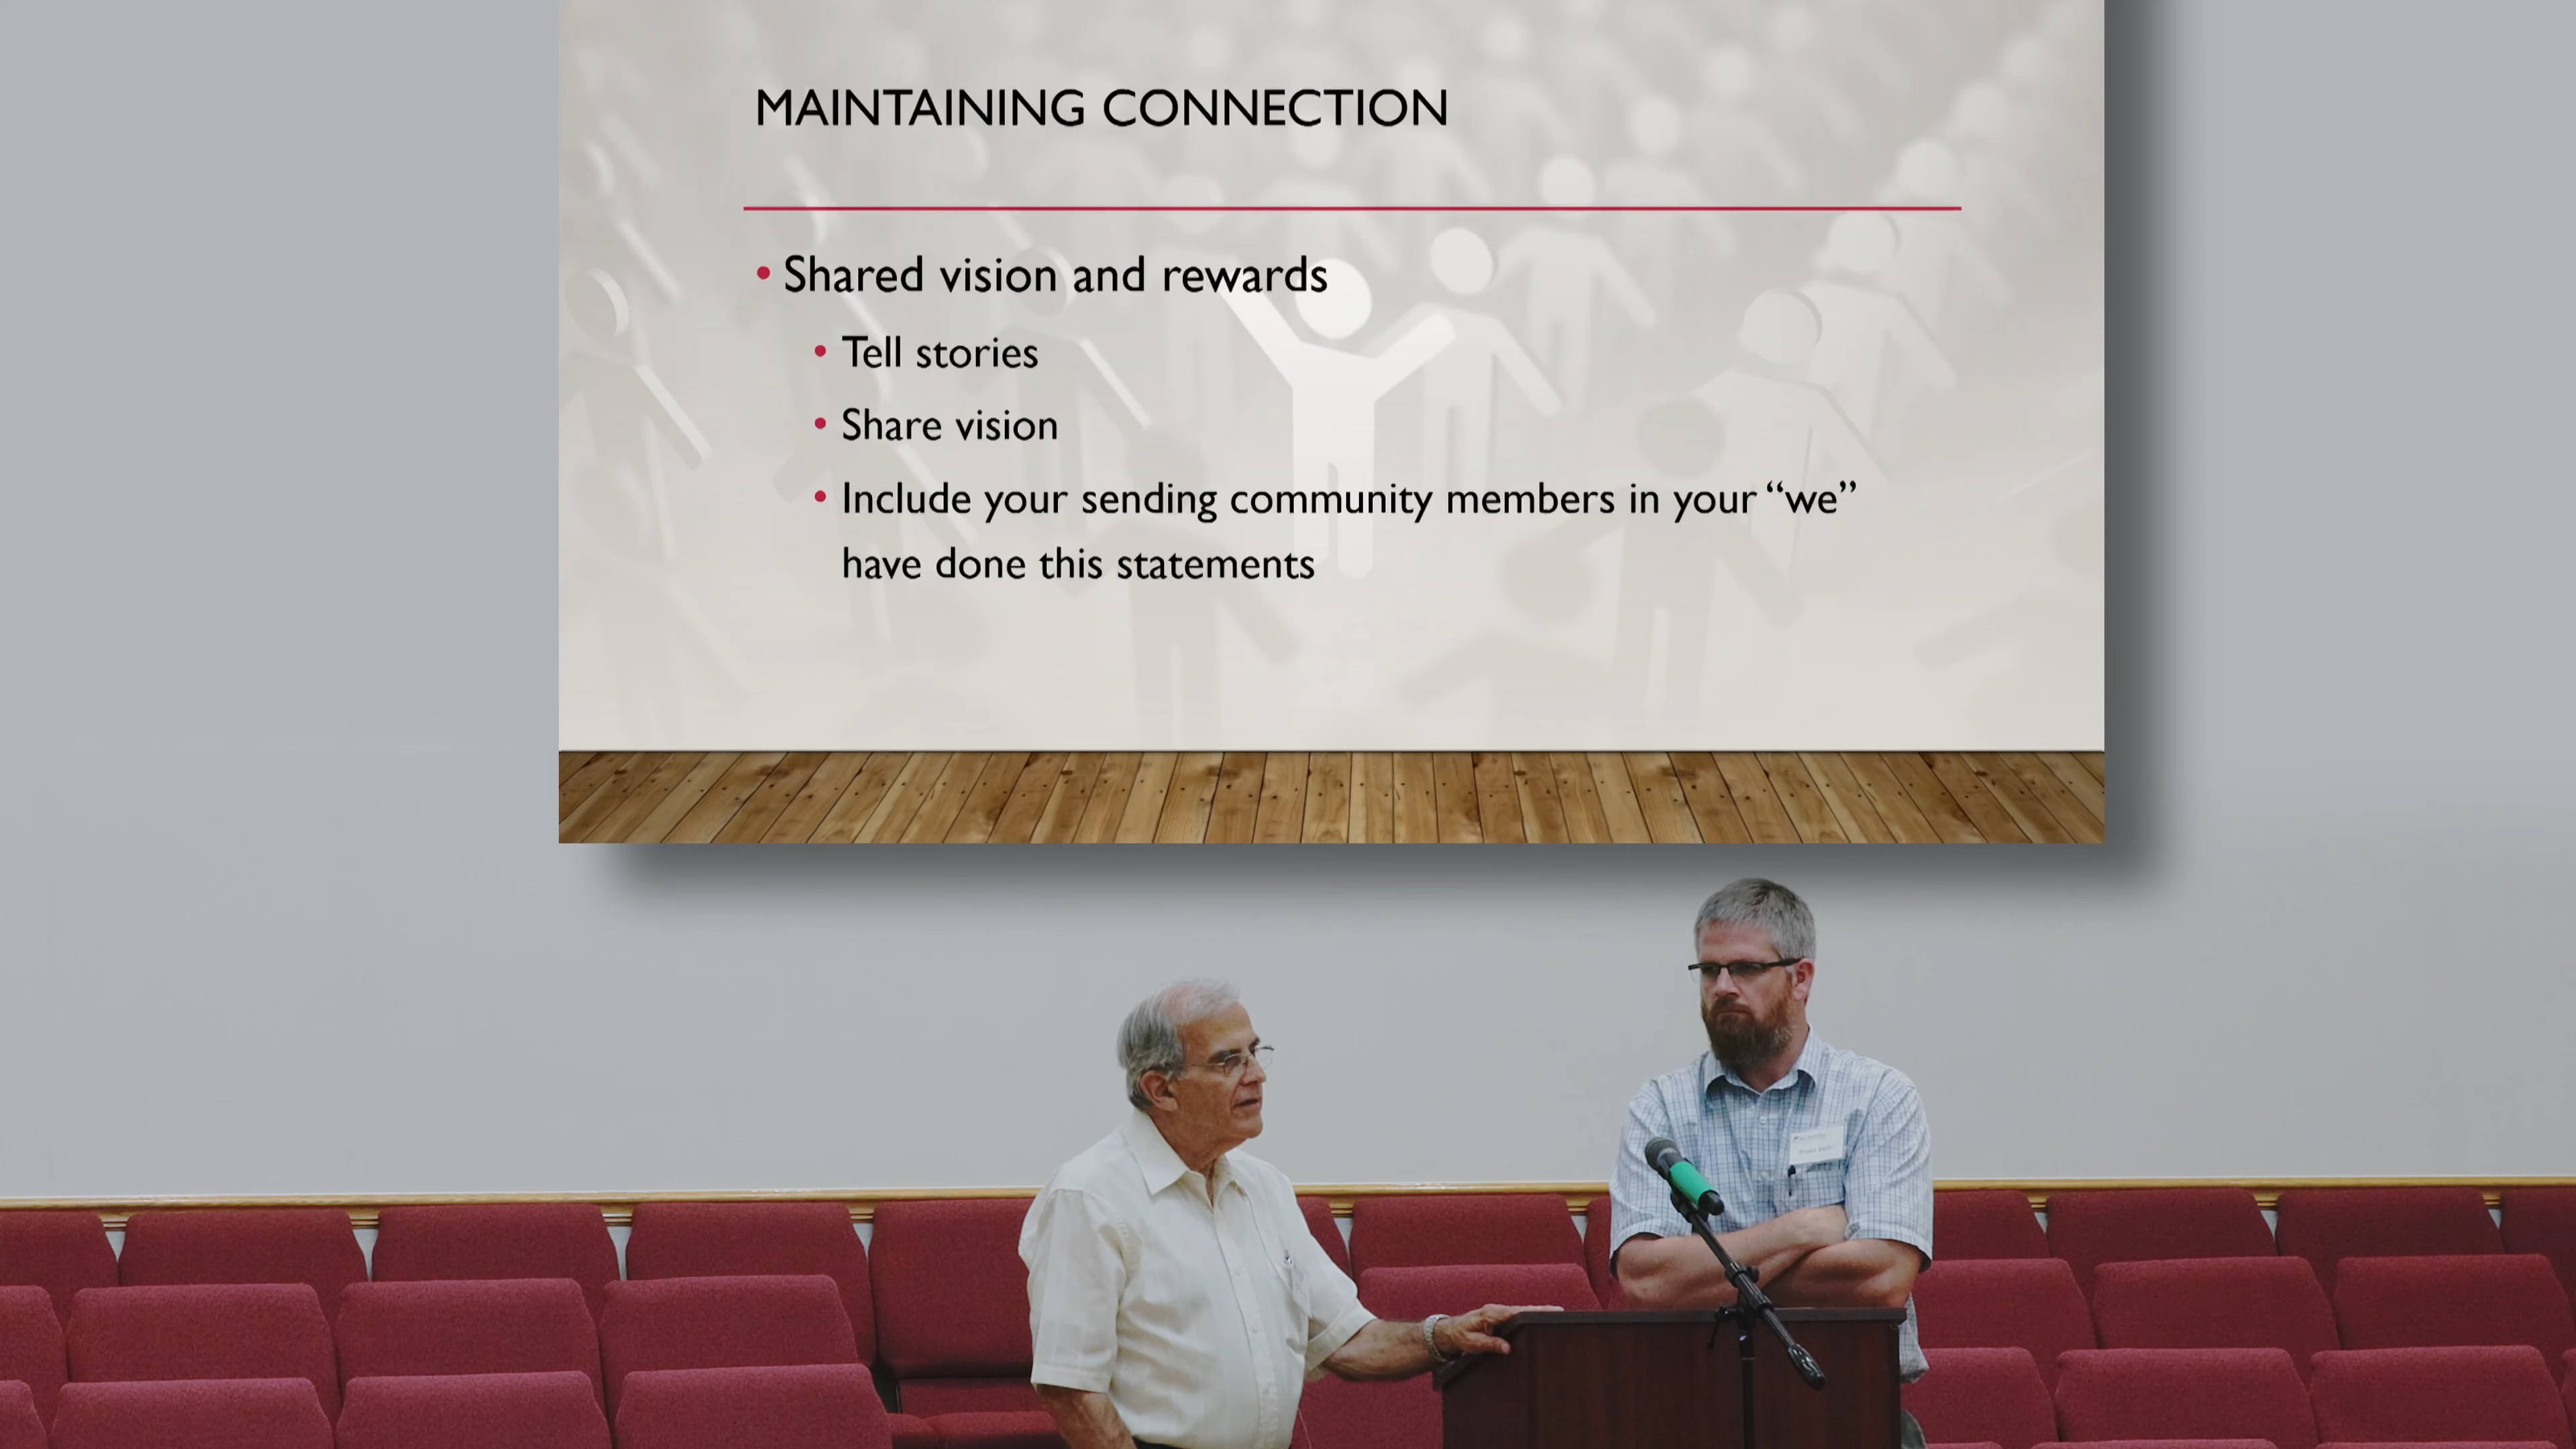 MAINTAINING CONNECTION
• Shared vision and rewards
• Tell stories
• Share vision
• Include your sending community members in your “we”
have done this statements